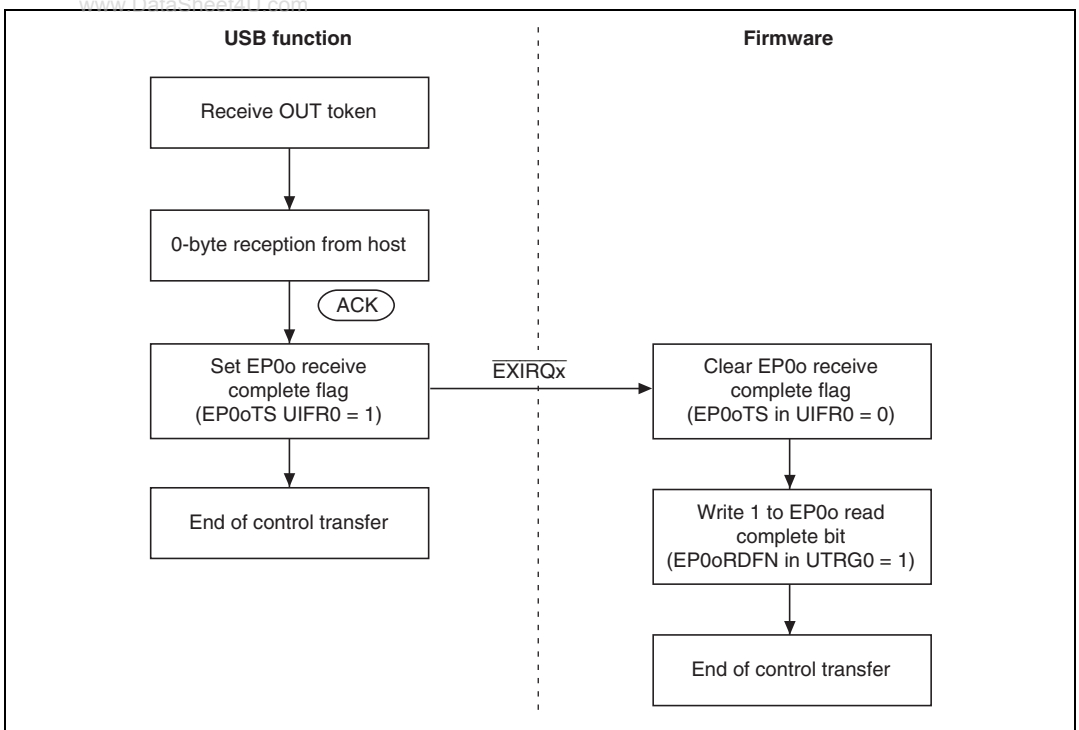 www.DataSheet4U.com
USB function
Firmware
Receive OUT token
0-byte reception from host
ACK
Set EP0o receive
complete flag
(EP0oTS UIFR0 = 1)
EXIRQx
Clear EP0o receive
complete flag
(EP0oTS in UIFR0 = 0)
End of control transfer
Write 1 to EP0o read
complete bit
(EP0oRDFN in UTRG0 = 1)
End of control transfer